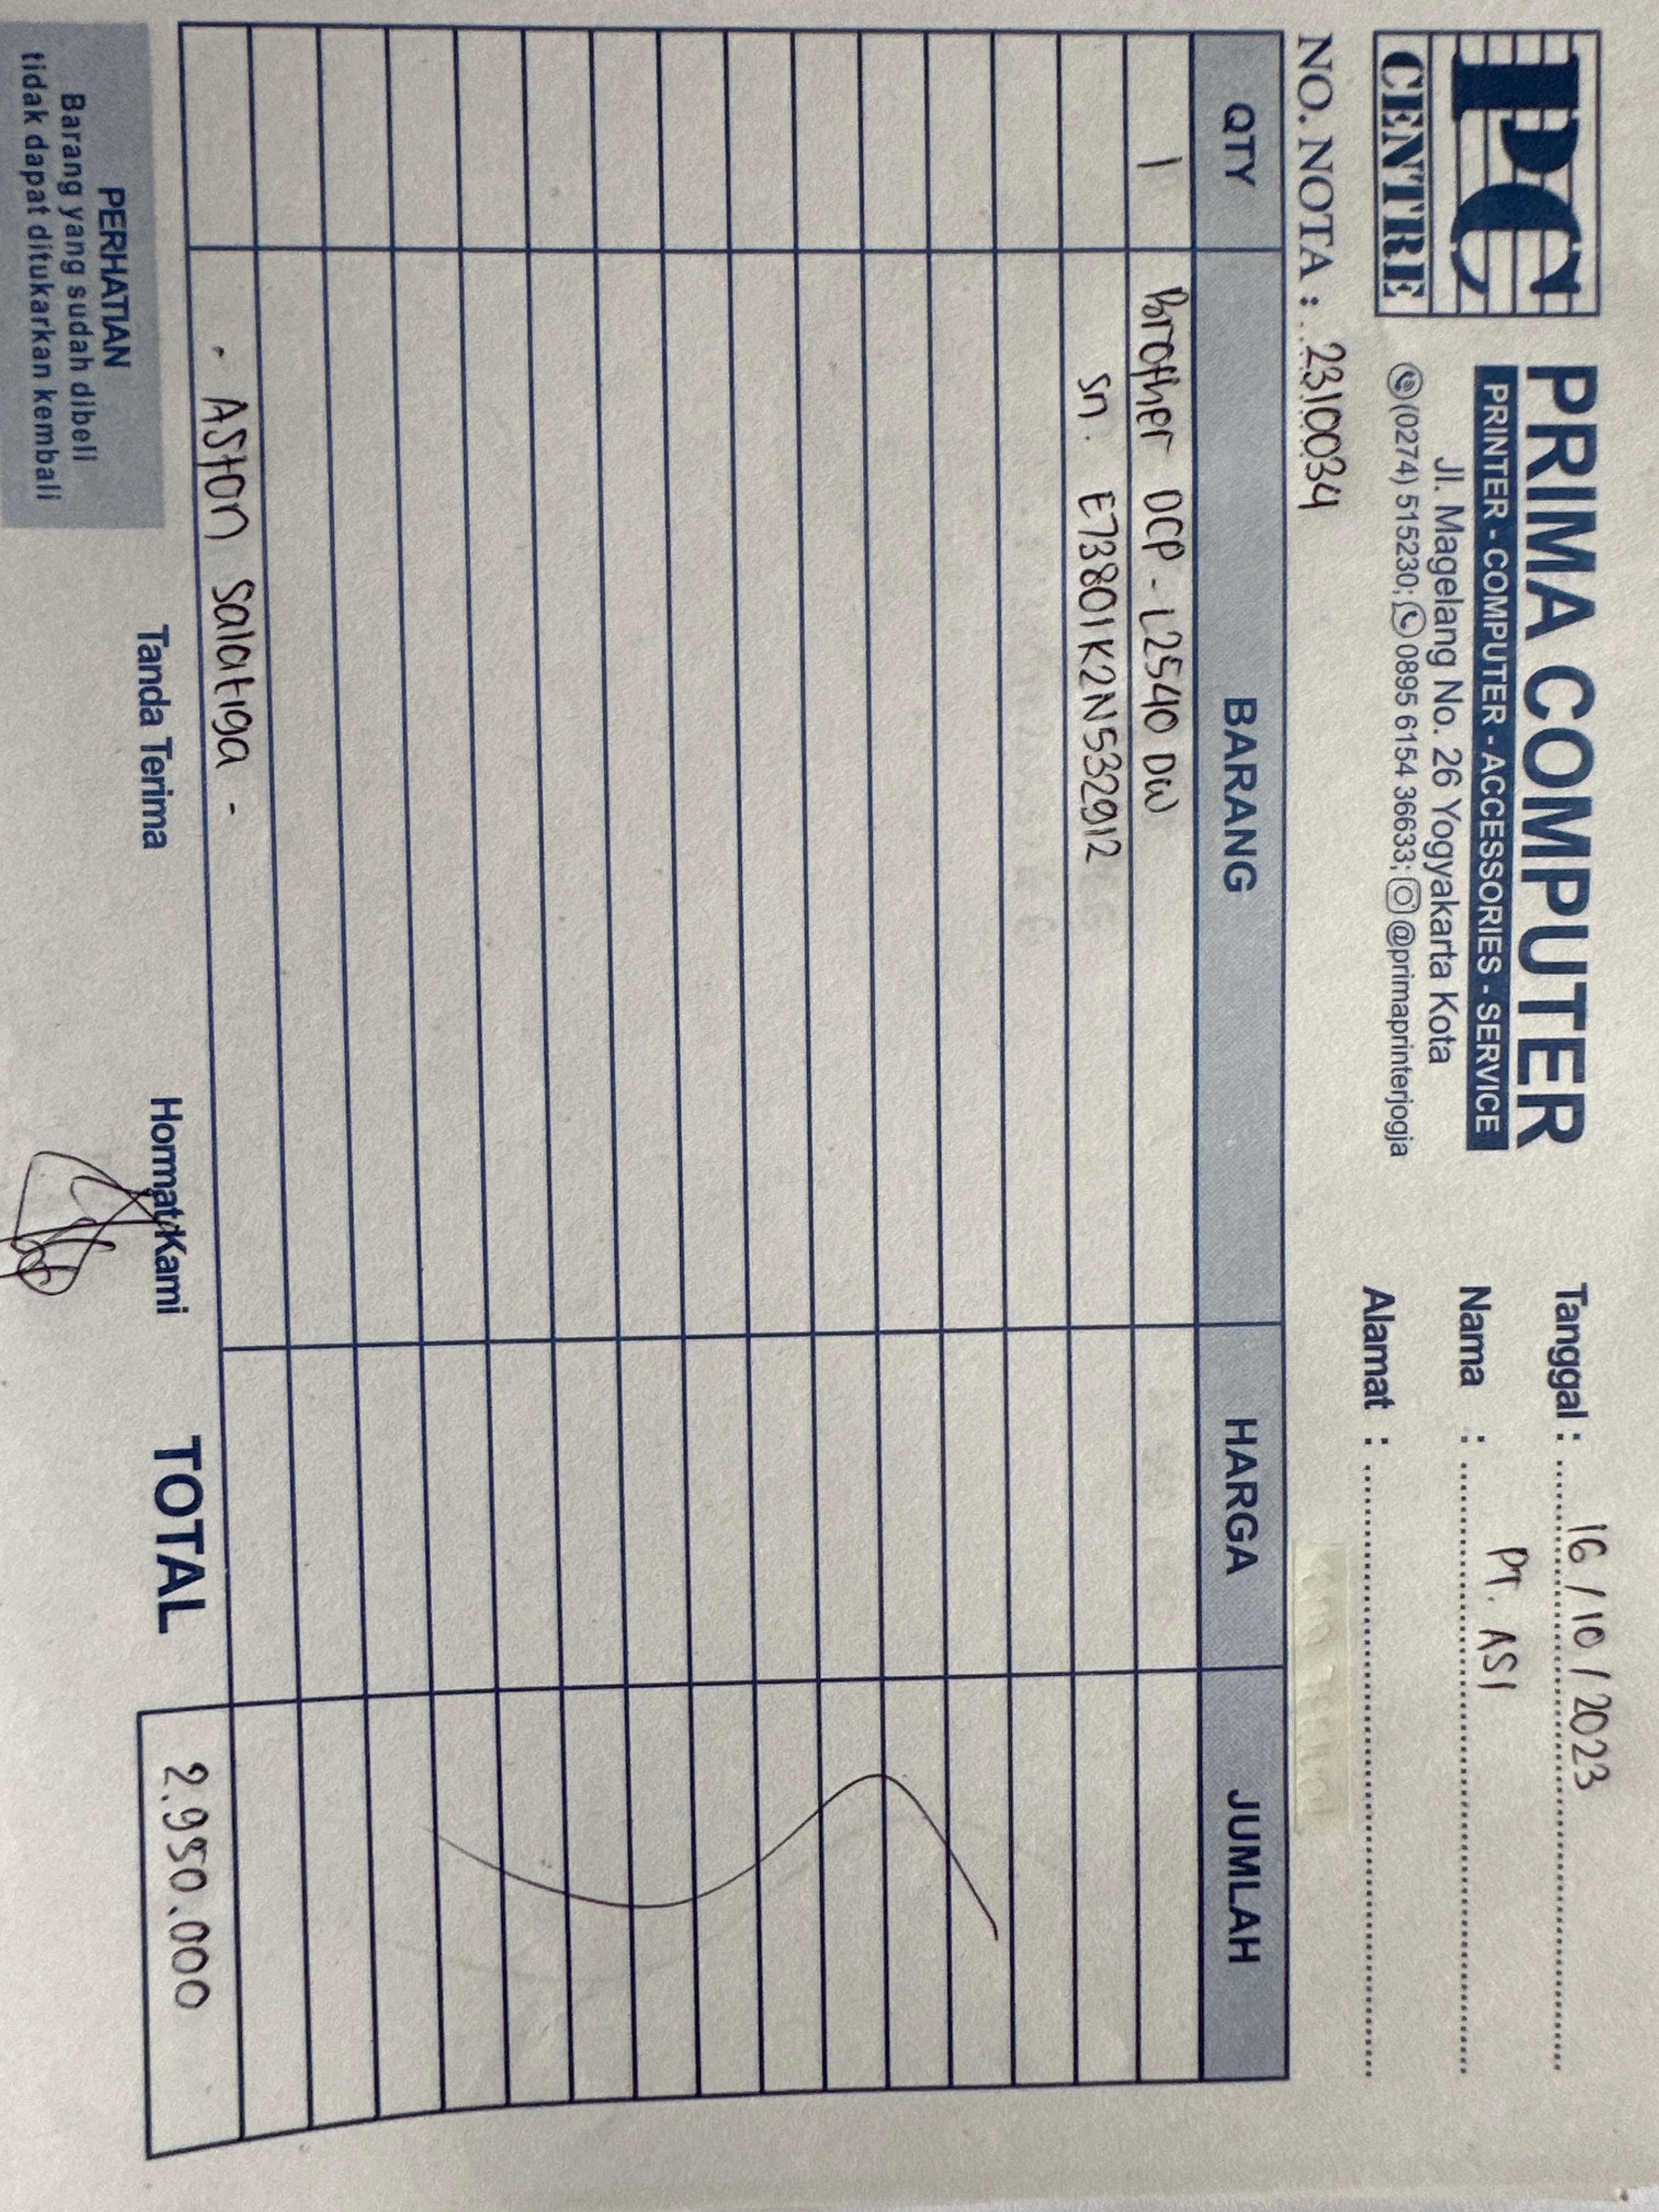 PC
CENTRE
PRIMA COMPUTER
PRINTER - COMPUTER - ACCESSORIES - SERVICE
Jl. Magelang No. 26 Yogyakarta Kota
(0274) 515230; 0895 6154 36633; @primaprinterjogja
Tanggal : 16 / 10 / 2023
Nama : PT. ASI
Alamat :
NO. NOTA : 2310034
QTY BARANG HARGA JUMLAH
1 Brother DCP - L2540 DW
Sn. E73801K2N532912
- ASTON Salatiga -
PERHATIAN
Barang yang sudah dibeli
tidak dapat ditukarkan kembali
Tanda Terima
Hormat Kami
TOTAL 2.950.000